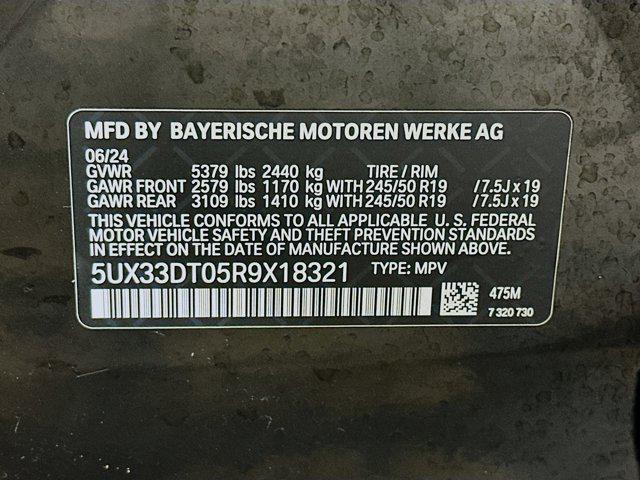 MFD BY BAYERISCHE MOTOREN WERKE AG
06/24
GVWR 5379 lbs 2440 kg TIRE / RIM
GAWR FRONT 2579 lbs 1170 kg WITH 245/50 R19 / 7.5J x 19
GAWR REAR 3109 lbs 1410 kg WITH 245/50 R19 / 7.5J x 19
THIS VEHICLE CONFORMS TO ALL APPLICABLE U. S. FEDERAL
MOTOR VEHICLE SAFETY AND THEFT PREVENTION STANDARDS
IN EFFECT ON THE DATE OF MANUFACTURE SHOWN ABOVE.
5UX33DT05R9X18321 TYPE: MPV
475M
7 320 730